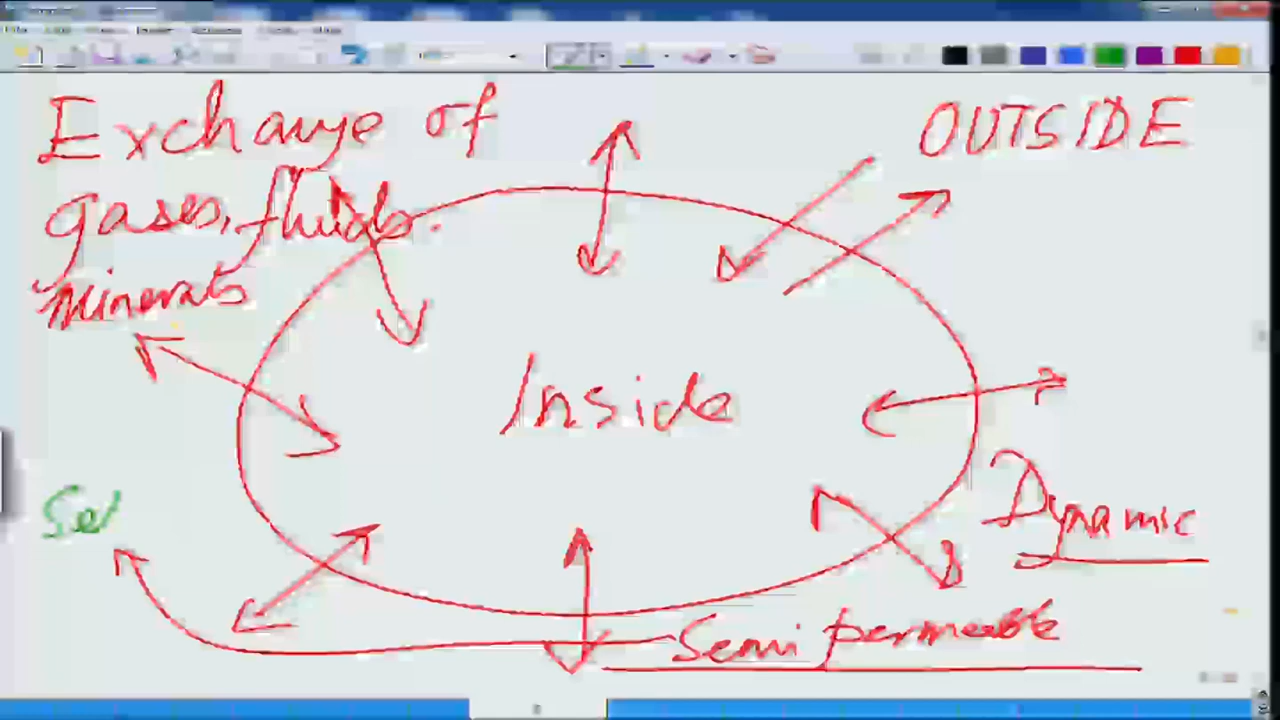 Exchange of
gases, fluids.
minerals
OUTSIDE
Inside
Dynamic
Sel
Semi permeable